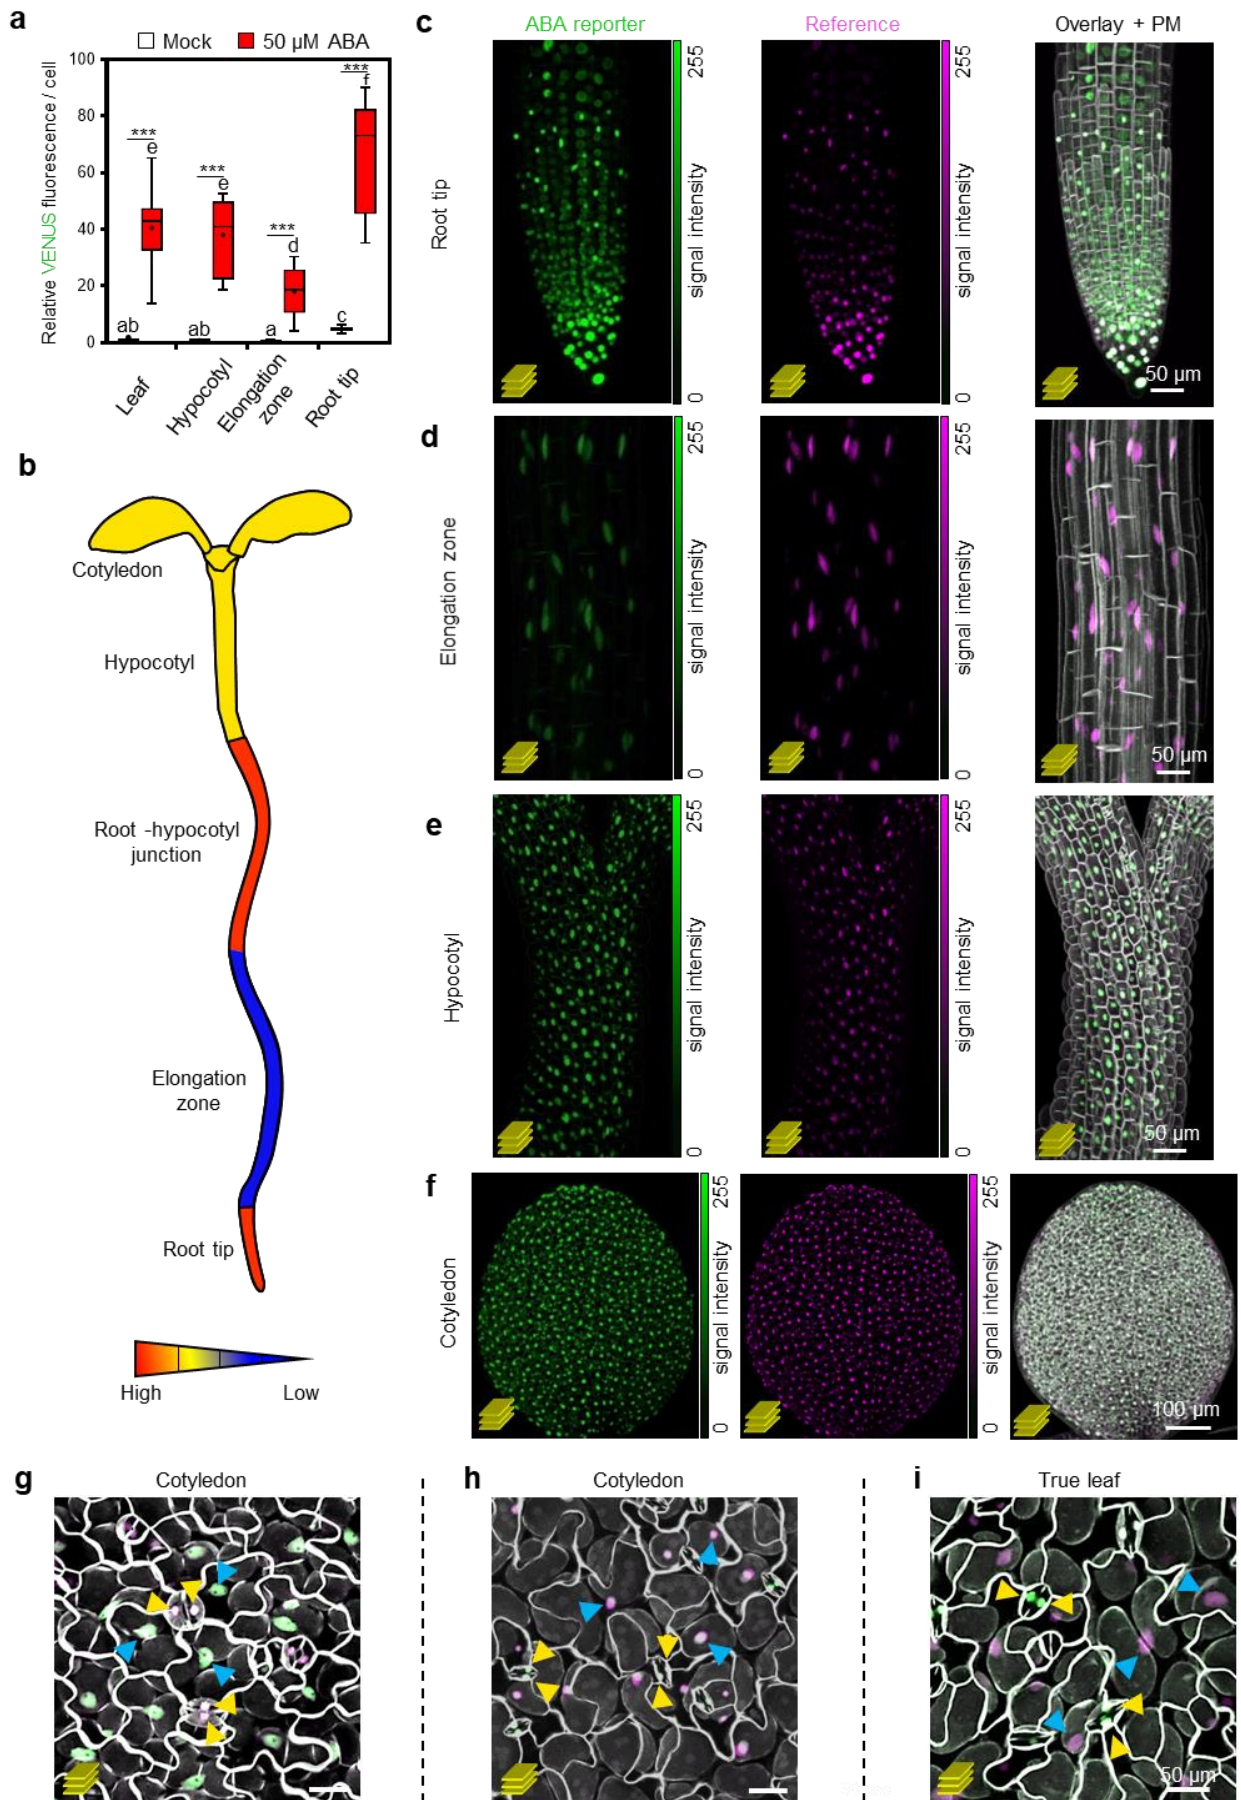 a
Mock
50 µM ABA
Relative VENUS fluorescence / cell
100
80
60
40
20
0
***
e
***
e
***
d
***
f
ab
ab
a
c
Leaf
Hypocotyl
Elongation
zone
Root tip
b
Cotyledon
Hypocotyl
Root -hypocotyl
junction
Elongation
zone
Root tip
High
Low
c
ABA reporter
Reference
Overlay + PM
Root tip
255
signal intensity
0
255
signal intensity
0
50 µm
d
Elongation zone
255
signal intensity
0
255
signal intensity
0
50 µm
e
Hypocotyl
255
signal intensity
0
255
signal intensity
0
50 µm
f
Cotyledon
255
signal intensity
0
255
signal intensity
0
100 µm
g
Cotyledon
h
Cotyledon
i
True leaf
50 µm